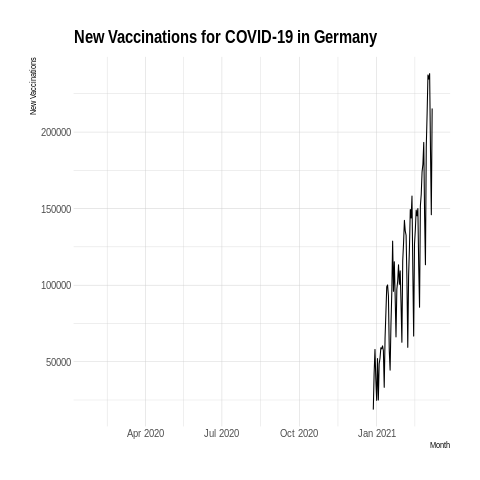 New Vaccinations for COVID-19 in Germany
New Vaccinations
200000
150000
100000
50000
Apr 2020 Jul 2020 Oct 2020 Jan 2021
Month